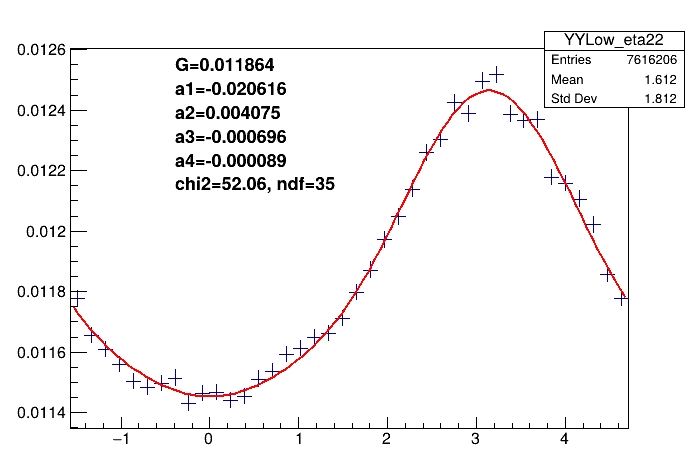 YYLow_eta22
Entries 7616206
Mean 1.612
Std Dev 1.812
G=0.011864
a1=-0.020616
a2=0.004075
a3=-0.000696
a4=-0.000089
chi2=52.06, ndf=35
0.0126
0.0124
0.0122
0.012
0.0118
0.0116
0.0114
−1 0 1 2 3 4